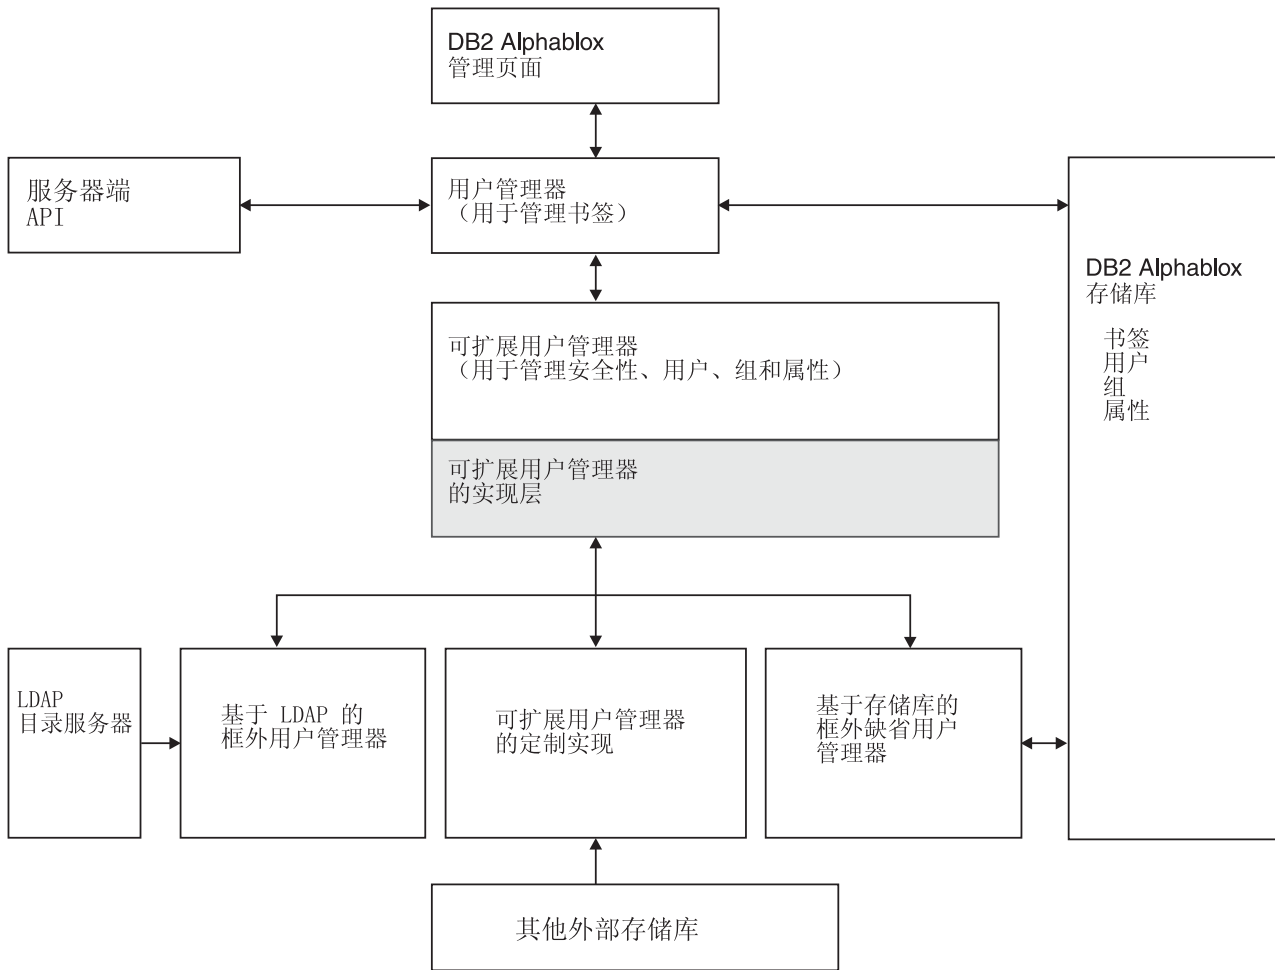 DB2 Alphablox
管理页面
服务器端
API
用户管理器
（用于管理书签）
DB2 Alphablox
存储库
书签
用户
组
属性
可扩展用户管理器
（用于管理安全性、用户、组和属性）
可扩展用户管理器
的实现层
LDAP
目录服务器
基于 LDAP 的
框外用户管理器
可扩展用户管理器
的定制实现
基于存储库的
框外缺省用户
管理器
其他外部存储库